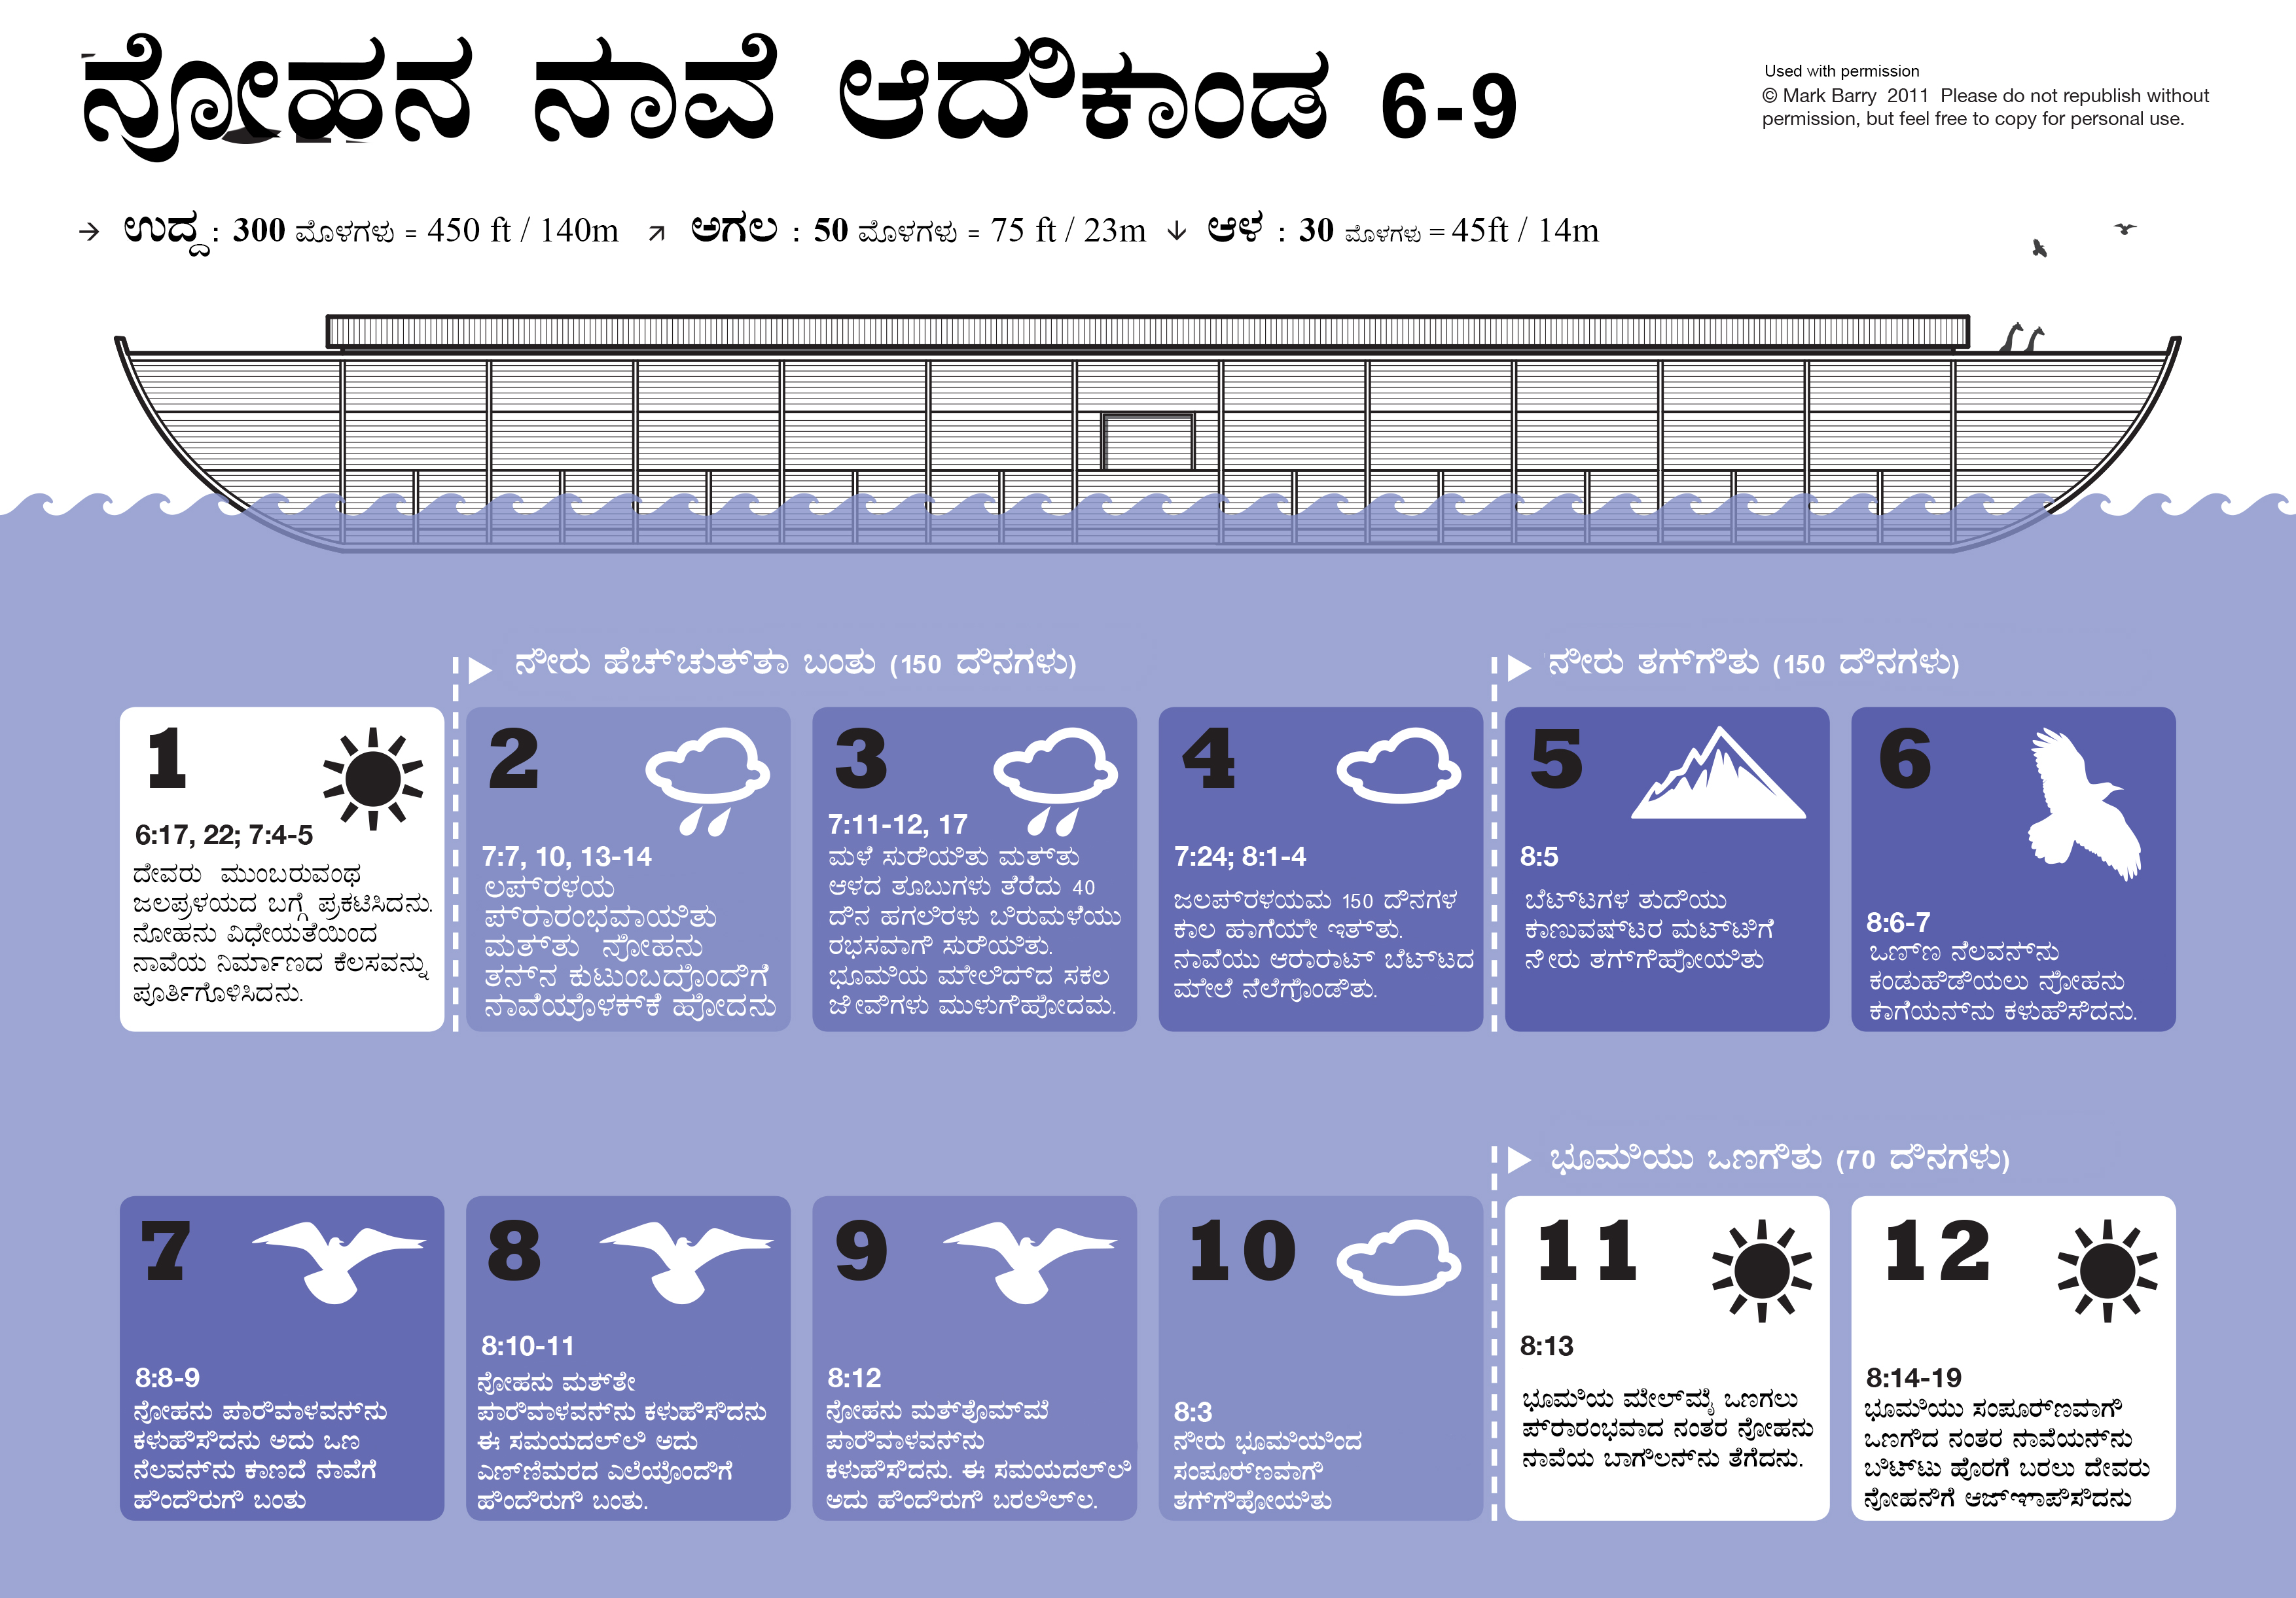 ನೋಹನ ನಾವೆ ಆದಿಕಾಂಡ 6-9
Used with permission
© Mark Barry 2011 Please do not republish without
permission, but feel free to copy for personal use.
→ ಉದ್ದ : 300 ಮೊಳಗಳು = 450 ft / 140m ↗ ಅಗಲ : 50 ಮೊಳಗಳು = 75 ft / 23m ↓ ಆಳ : 30 ಮೊಳಗಳು = 45ft / 14m
ನೀರು ಹೆಚ್‌ಚುತ್‌ತಾ ಬಂತು (150 ದಿನಗಳು)
ನೀರು ತಗ್‌ಗಿತು (150 ದಿನಗಳು)
1
6:17, 22; 7:4-5
ದೇವರು ಮುಂಬರುವಂಥ
ಜಲಪ್ರಳಯದ ಬಗ್ಗೆ ಪ್ರಕಟಿಸಿದನು.
ನೋಹನು ವಿಧೇಯತೆಯಿಂದ
ನಾವೆಯ ನಿರ್ಮಾಣದ ಕೆಲಸವನ್ನು
ಪೂರ್ತಿಗೊಳಿಸಿದನು.
2
7:7, 10, 13-14
ಲಪ್‌ರಳಯ
ಪ್‌ರಾರಂಭವಾಯಿತು
ಮತ್‌ತು ನೋಹನು
ತನ್‌ನ ಕುಟುಂಬದೊಂದಿಗೆ
ನಾವೆಯೊಳಕ್‌ಕೆ ಹೋದನು
3
7:11-12, 17
ಮಳೆ ಸುರಿಯಿತು ಮತ್‌ತು
ಆಳದ ತೂಬುಗಳು ತೆರೆದು 40
ದಿನ ಹಗಲಿರಳು ಬಿರುಮಳೆಯು
ರಭಸವಾಗಿ ಸುರಿಯಿತು.
ಭೂಮಿಯ ಮೇಲಿದ್‌ದ ಸಕಲ
ಜೀವಿಗಳು ಮುಳುಗಿಹೋದಮ.
4
7:24; 8:1-4
ಜಲಪ್‌ರಳಯಮ 150 ದಿನಗಳ
ಕಾಲ ಹಾಗೆಯೇ ಇತ್‌ತು.
ನಾವೆಯು ಆರಾರಾಟ್ ಬೆಟ್‌ಟದ
ಮೇಲೆ ನೆಲೆಗೊಂಡಿತು.
5
8:5
ಬೆಟ್‌ಟಗಳ ತುದಿಯು
ಕಾಣುವಷ್‌ಟರ ಮಟ್‌ಟಿಗೆ
ನೀರು ತಗ್‌ಗಿಹೋಯಿತು
6
8:6-7
ಒಣ್‌ಣ ನೆಲವನ್‌ನು
ಕಂಡುಹಿಡಿಯಲು ನೋಹನು
ಕಾಗೆಯನ್‌ನು ಕಳುಹಿಸಿದನು.
ಭೂಮಿಯು ಒಣಗಿತು (70 ದಿನಗಳು)
7
8:8-9
ನೋಹನು ಪಾರಿವಾಳವನ್‌ನು
ಕಳುಹಿಸಿದನು ಅದು ಒಣ
ನೆಲವನ್‌ನು ಕಾಣದೆ ನಾವೆಗೆ
ಹಿಂದಿರುಗಿ ಬಂತು
8
8:10-11
ನೋಹನು ಮತ್‌ತೇ
ಪಾರಿವಾಳವನ್‌ನು ಕಳುಹಿಸಿದನು
ಈ ಸಮಯದಲ್‌ಲಿ ಅದು
ಎಣ್‌ಣಿಮರದ ಎಲೆಯೊಂದಿಗೆ
ಹಿಂದಿರುಗಿ ಬಂತು.
9
8:12
ನೋಹನು ಮತ್‌ತೊಮ್‌ಮೆ
ಪಾರಿವಾಳವನ್‌ನು
ಕಳುಹಿಸಿದನು. ಈ ಸಮಯದಲ್‌ಲಿ
ಅದು ಹಿಂದಿರುಗಿ ಬರಲಿಲ್‌ಲ.
10
8:3
ನೀರು ಭೂಮಿಯಿಂದ
ಸಂಪೂರ್‌ಣವಾಗಿ
ತಗ್‌ಗಿಹೋಯಿತು
11
8:13
ಭೂಮಿಯ ಮೇಲ್‌ಮೈ ಒಣಗಲು
ಪ್‌ರಾರಂಭವಾದ ನಂತರ ನೋಹನು
ನಾವೆಯ ಬಾಗಿಲನ್‌ನು ತೆಗೆದನು.
12
8:14-19
ಭೂಮಿಯು ಸಂಪೂರ್‌ಣವಾಗಿ
ಒಣಗಿದ ನಂತರ ನಾವೆಯನ್‌ನು
ಬಿಟ್‌ಟು ಹೊರಗೆ ಬರಲು ದೇವರು
ನೋಹನಿಗೆ ಆಜ್‌ಞಾಪಿಸಿದನು